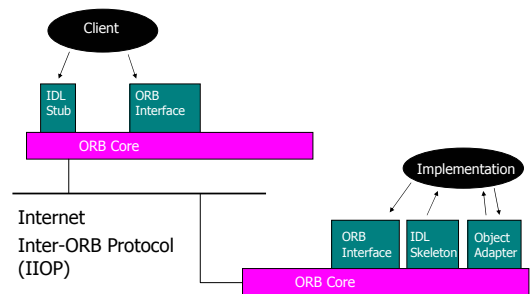 Client
IDL
Stub
ORB
Interface
ORB Core
Implementation
Internet
Inter-ORB Protocol
(IIOP)
ORB
Interface
IDL
Skeleton
Object
Adapter
ORB Core